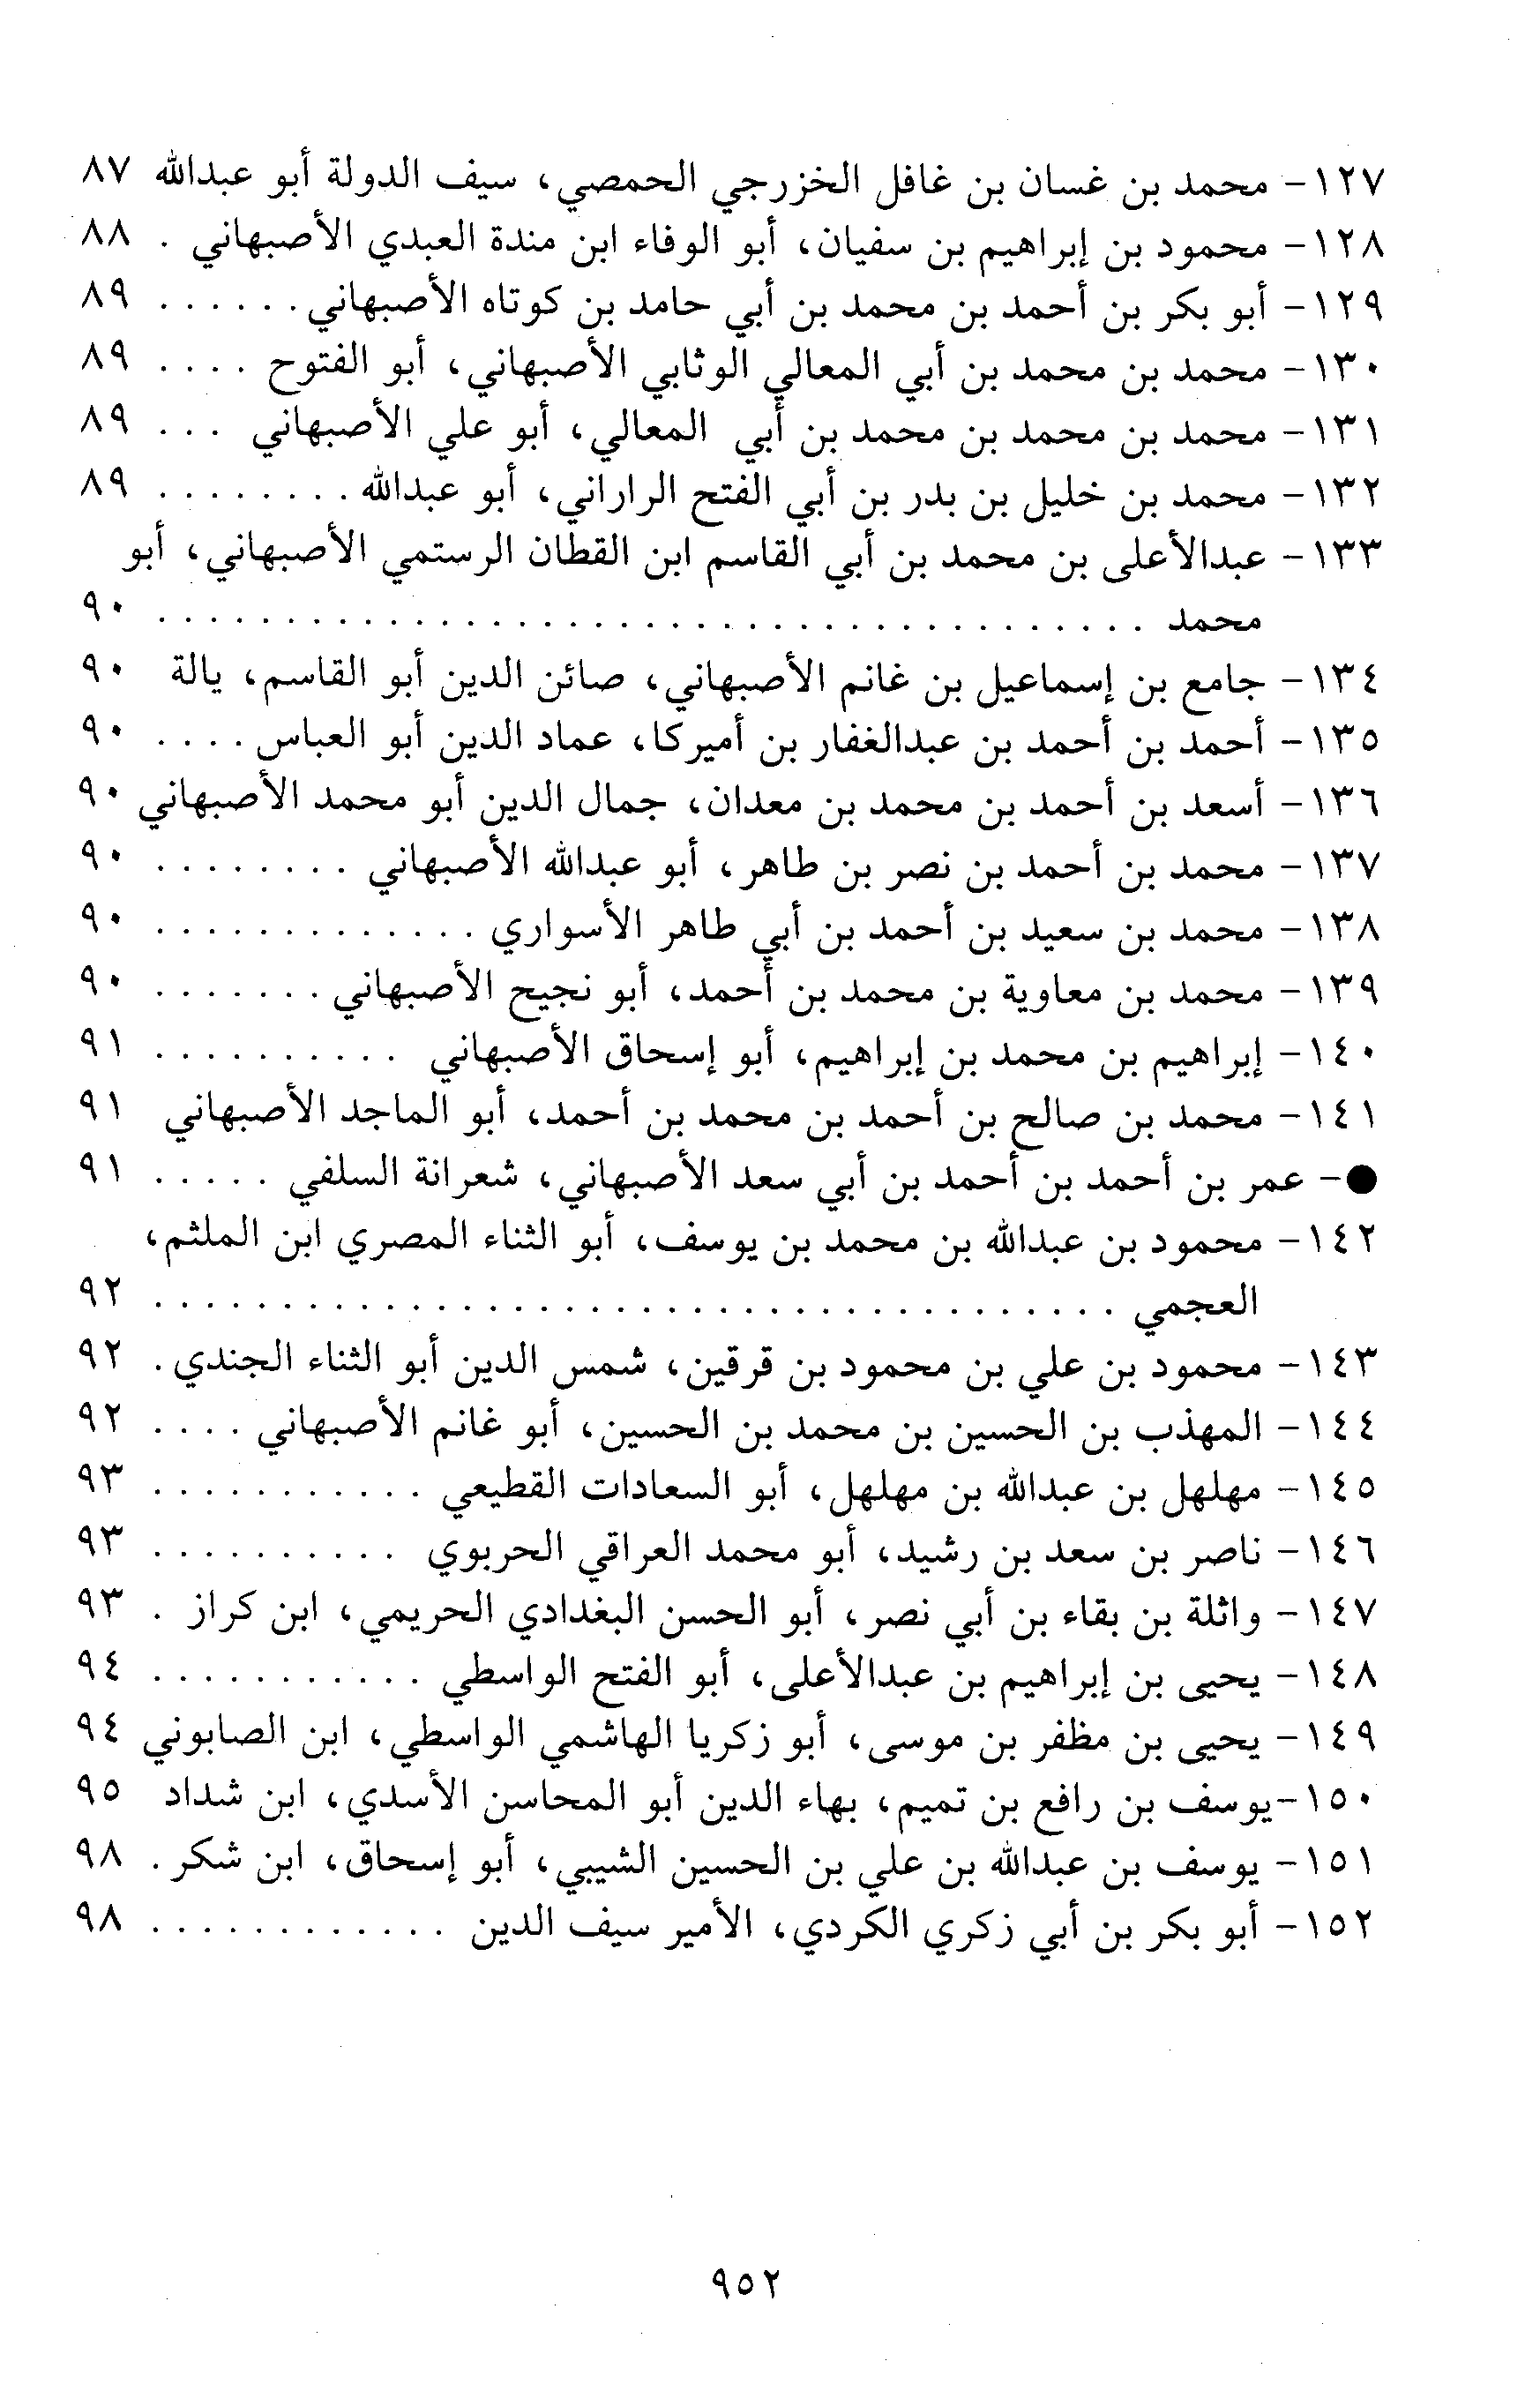 ١٢٧- محمد بن غسان بن غافل الخزرجي الحمصي، سيف الدولة أبو عبدالله ٨٧
١٢٨- محمود بن إبراهيم بن سفيان، أبو الوفاء ابن مندة العبدي الأصبهاني . ٨٨
١٢٩- أبو بكر بن أحمد بن محمد بن أبي حامد بن كوتاه الأصبهاني . . . . . . ٨٩
١٣٠- محمد بن محمد بن أبي المعالي الوثابي الأصبهاني، أبو الفتوح . . . . ٨٩
١٣١- محمد بن محمد بن محمد بن أبي المعالي، أبو علي الأصبهاني . . . ٨٩
١٣٢- محمد بن خليل بن بدر بن أبي الفتح الراراني، أبو عبدالله . . . . . . . . ٨٩
١٣٣- عبدالأعلى بن محمد بن أبي القاسم ابن القطان الرستمي الأصبهاني، أبو
محمد . . . . . . . . . . . . . . . . . . . . . . . . . . . . . . . . . . . . . . . ٩٠
١٣٤- جامع بن إسماعيل بن غانم الأصبهاني، صائن الدين أبو القاسم، يالة ٩٠
١٣٥- أحمد بن أحمد بن عبدالغفار بن أميركا، عماد الدين أبو العباس . . . . ٩٠
١٣٦- أسعد بن أحمد بن محمد بن معدان، جمال الدين أبو محمد الأصبهاني ٩٠
١٣٧- محمد بن أحمد بن نصر بن طاهر، أبو عبدالله الأصبهاني . . . . . . . . ٩٠
١٣٨- محمد بن سعيد بن أحمد بن أبي طاهر الأسواري . . . . . . . . . . . . . ٩٠
١٣٩- محمد بن معاوية بن محمد بن أحمد، أبو نجيح الأصبهاني . . . . . . . ٩٠
١٤٠- إبراهيم بن محمد بن إبراهيم، أبو إسحاق الأصبهاني . . . . . . . . . . ٩١
١٤١- محمد بن صالح بن أحمد بن محمد بن أحمد، أبو الماجد الأصبهاني ٩١
●- عمر بن أحمد بن أحمد بن أبي سعد الأصبهاني، شعرانة السلفي . . . . . ٩١
١٤٢- محمود بن عبدالله بن محمد بن يوسف، أبو الثناء المصري ابن الملثم،
العجمي . . . . . . . . . . . . . . . . . . . . . . . . . . . . . . . . . . . . . . ٩٢
١٤٣- محمود بن علي بن محمود بن قرقين، شمس الدين أبو الثناء الجندي . ٩٢
١٤٤- المهذب بن الحسين بن محمد بن الحسين، أبو غانم الأصبهاني . . . . ٩٢
١٤٥- مهلهل بن عبدالله بن مهلهل، أبو السعادات القطيعي . . . . . . . . . . . ٩٣
١٤٦- ناصر بن سعد بن رشيد، أبو محمد العراقي الحربوي . . . . . . . . . . ٩٣
١٤٧- واثلة بن بقاء بن أبي نصر، أبو الحسن البغدادي الحريمي، ابن كراز . ٩٣
١٤٨- يحيى بن إبراهيم بن عبدالأعلى، أبو الفتح الواسطي . . . . . . . . . . . ٩٤
١٤٩- يحيى بن مظفر بن موسى، أبو زكريا الهاشمي الواسطي، ابن الصابوني ٩٤
١٥٠-يوسف بن رافع بن تميم، بهاء الدين أبو المحاسن الأسدي، ابن شداد ٩٥
١٥١- يوسف بن عبدالله بن علي بن الحسين الشيبي، أبو إسحاق، ابن شكر . ٩٨
١٥٢- أبو بكر بن أبي زكري الكردي، الأمير سيف الدين . . . . . . . . . . . . ٩٨
٩٥٢